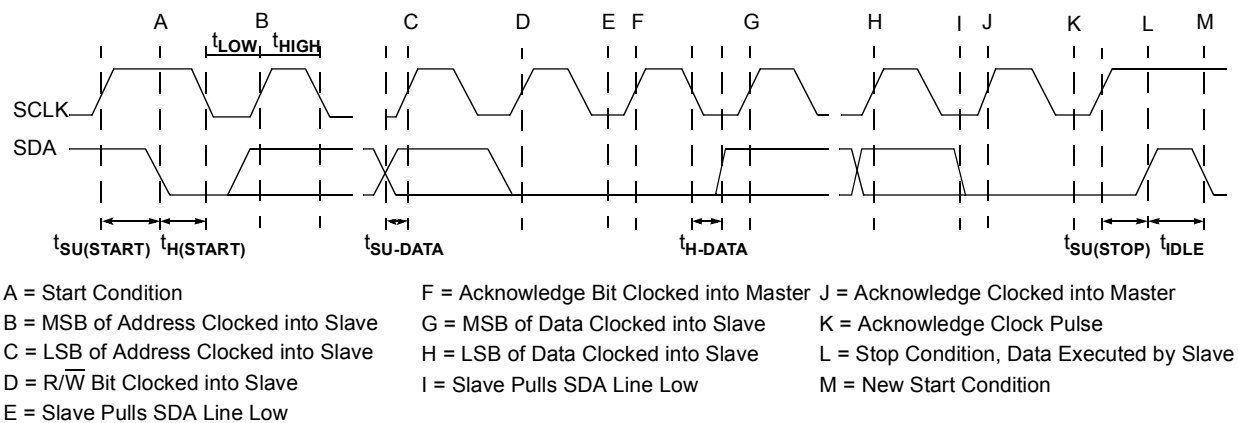 A B C D E F G H I J K L M
tLOW tHIGH
SCLK
SDA
tSU(START) tH(START) tSU-DATA tH-DATA tSU(STOP) tIDLE
A = Start Condition
B = MSB of Address Clocked into Slave
C = LSB of Address Clocked into Slave
D = R/W̅ Bit Clocked into Slave
E = Slave Pulls SDA Line Low
F = Acknowledge Bit Clocked into Master
G = MSB of Data Clocked into Slave
H = LSB of Data Clocked into Slave
I = Slave Pulls SDA Line Low
J = Acknowledge Clocked into Master
K = Acknowledge Clock Pulse
L = Stop Condition, Data Executed by Slave
M = New Start Condition